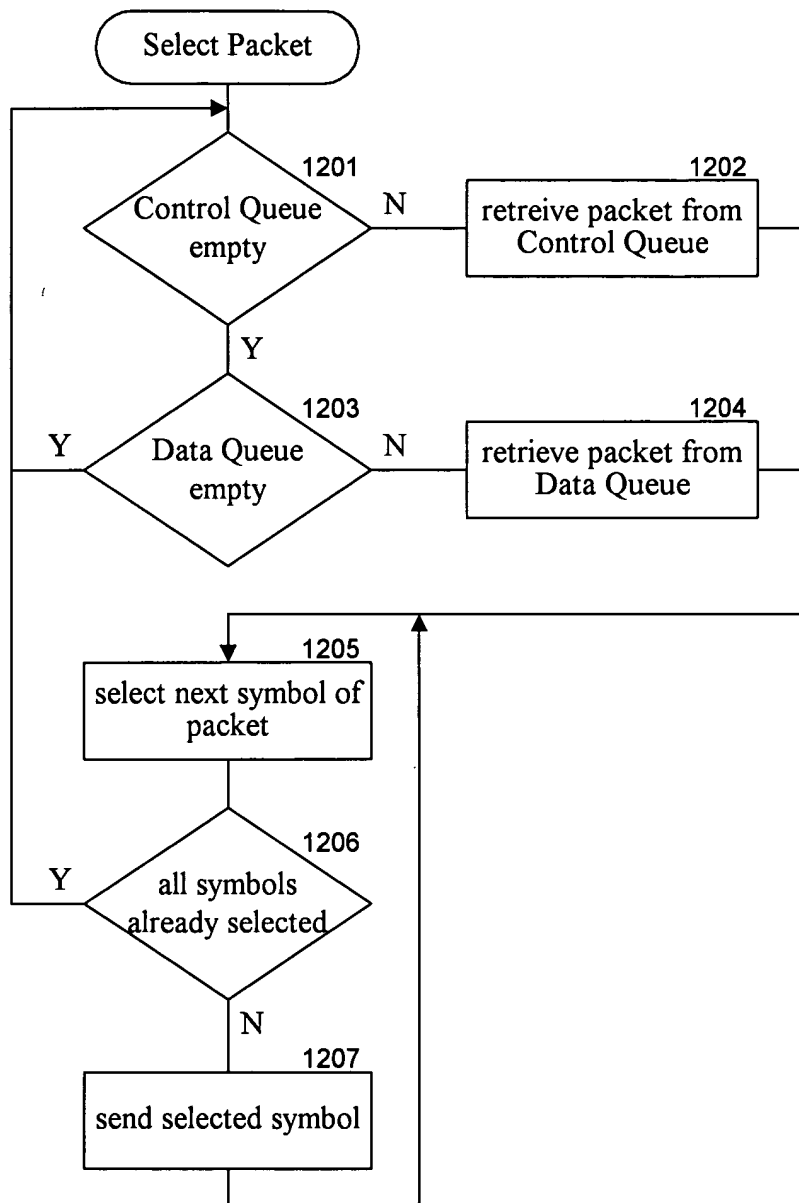 Select Packet
1201
Control Queue
empty
N
1202
retreive packet from
Control Queue
Y
1203
Data Queue
empty
Y
N
1204
retrieve packet from
Data Queue
1205
select next symbol of
packet
1206
all symbols
already selected
Y
N
1207
send selected symbol